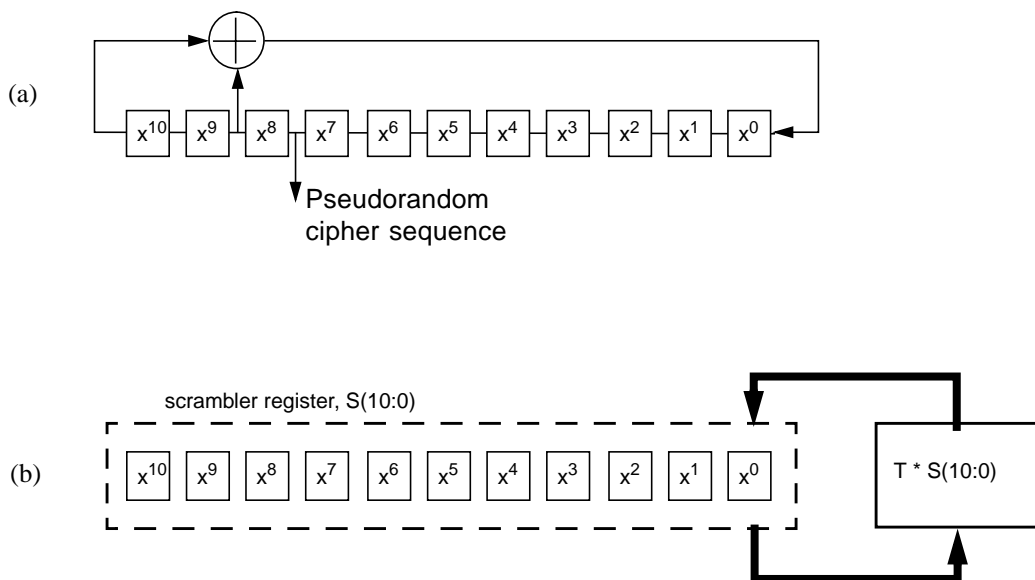 (a)
x¹⁰ x⁹ x⁸ x⁷ x⁶ x⁵ x⁴ x³ x² x¹ x⁰
Pseudorandom
cipher sequence
scrambler register, S(10:0)
(b)
x¹⁰ x⁹ x⁸ x⁷ x⁶ x⁵ x⁴ x³ x² x¹ x⁰
T * S(10:0)